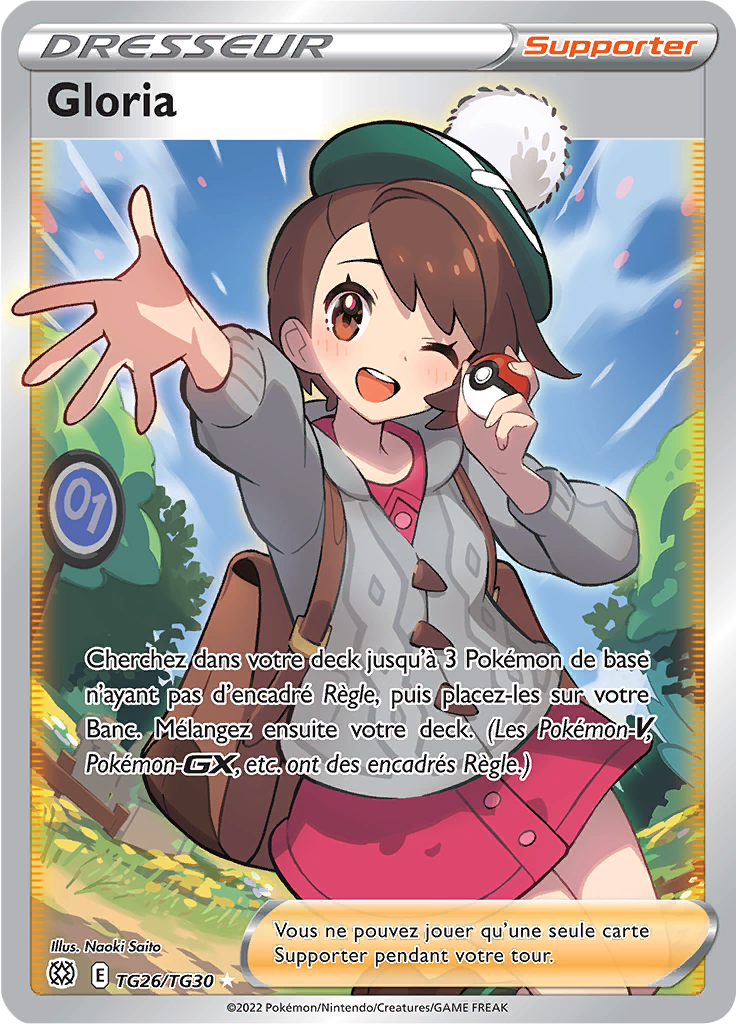 DRESSEUR Supporter
Gloria
01
Cherchez dans votre deck jusqu'à 3 Pokémon de base
n'ayant pas d'encadré Règle, puis placez-les sur votre
Banc. Mélangez ensuite votre deck. (Les Pokémon-V,
Pokémon-GX, etc. ont des encadrés Règle.)
Vous ne pouvez jouer qu'une seule carte
Supporter pendant votre tour.
Illus. Naoki Saito
E TG26/TG30
©2022 Pokémon/Nintendo/Creatures/GAME FREAK